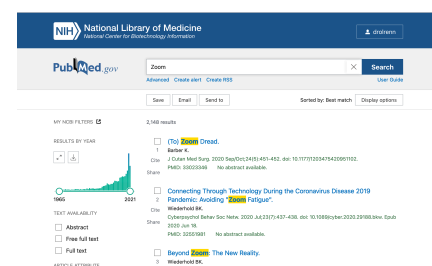 NIH National Library of Medicine
National Center for Biotechnology Information
drolrenn
PubMed.gov
Zoom
Search
Advanced Create alert Create RSS
User Guide
Save Email Send to
Sorted by: Best match Display options
MY NCBI FILTERS
2,149 results
RESULTS BY YEAR
1965 2021
TEXT AVAILABILITY
Abstract
Free full text
Full text
ARTICLE ATTRIBUTE
(To) Zoom Dread.
1 Barber K.
Cite J Cutan Med Surg. 2020 Sep/Oct;24(5):451-452. doi: 10.1177/1203475420951102.
Share PMID: 33023346 No abstract available.
Connecting Through Technology During the Coronavirus Disease 2019
2 Pandemic: Avoiding "Zoom Fatigue".
Cite Wiederhold BK.
Share Cyberpsychol Behav Soc Netw. 2020 Jul;23(7):437-438. doi: 10.1089/cyber.2020.29188.bkw. Epub
2020 Jun 18.
PMID: 32551981 No abstract available.
Beyond Zoom: The New Reality.
3 Wiederhold BK.